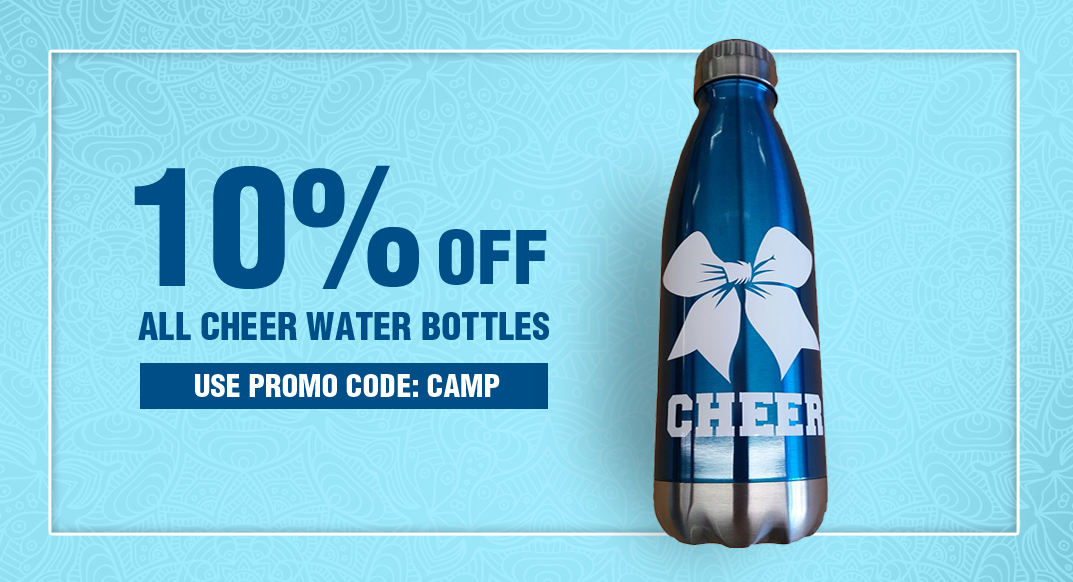 10% OFF
ALL CHEER WATER BOTTLES
USE PROMO CODE: CAMP
CHEER